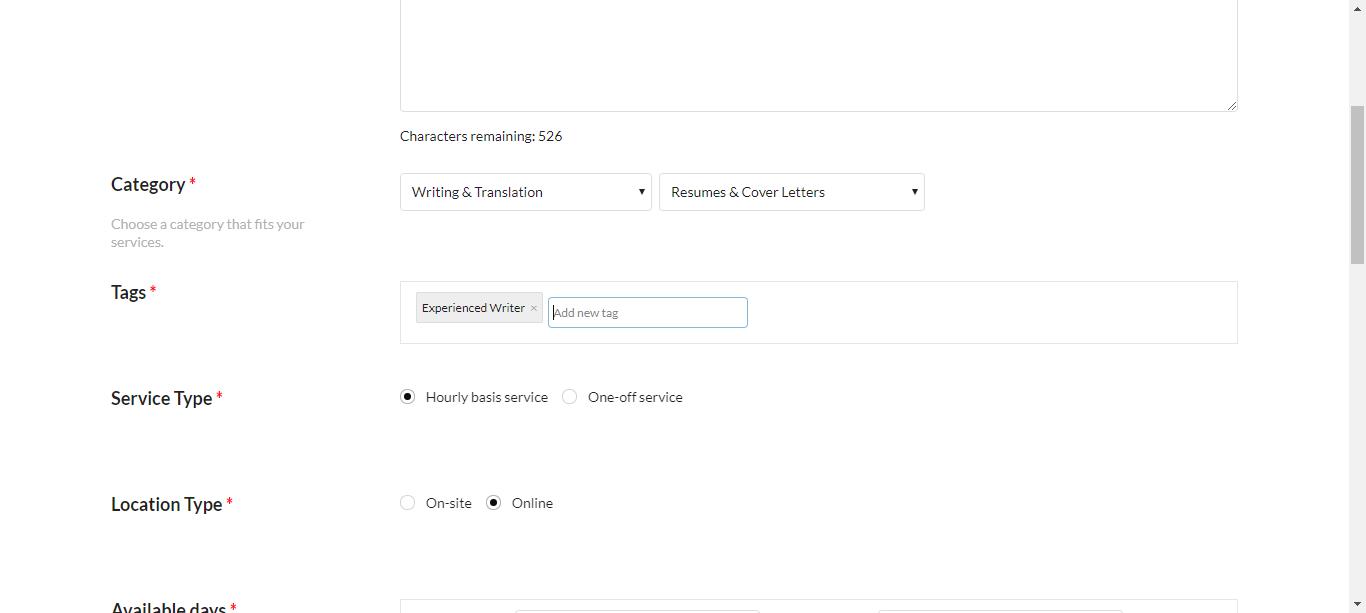 Characters remaining: 526
Category *
Writing & Translation
Resumes & Cover Letters
Choose a category that fits your
services.
Tags *
Experienced Writer ×
Add new tag
Service Type *
Hourly basis service
One-off service
Location Type *
On-site
Online
Available days *